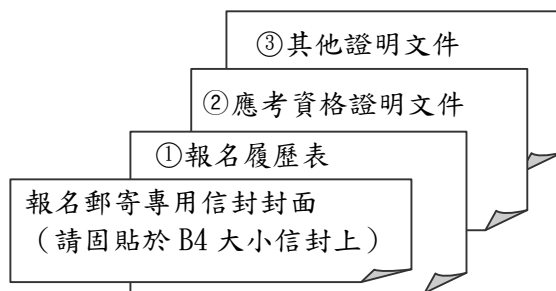 ③其他證明文件
②應考資格證明文件
①報名履歷表
報名郵寄專用信封封面
（請固貼於 B4 大小信封上）